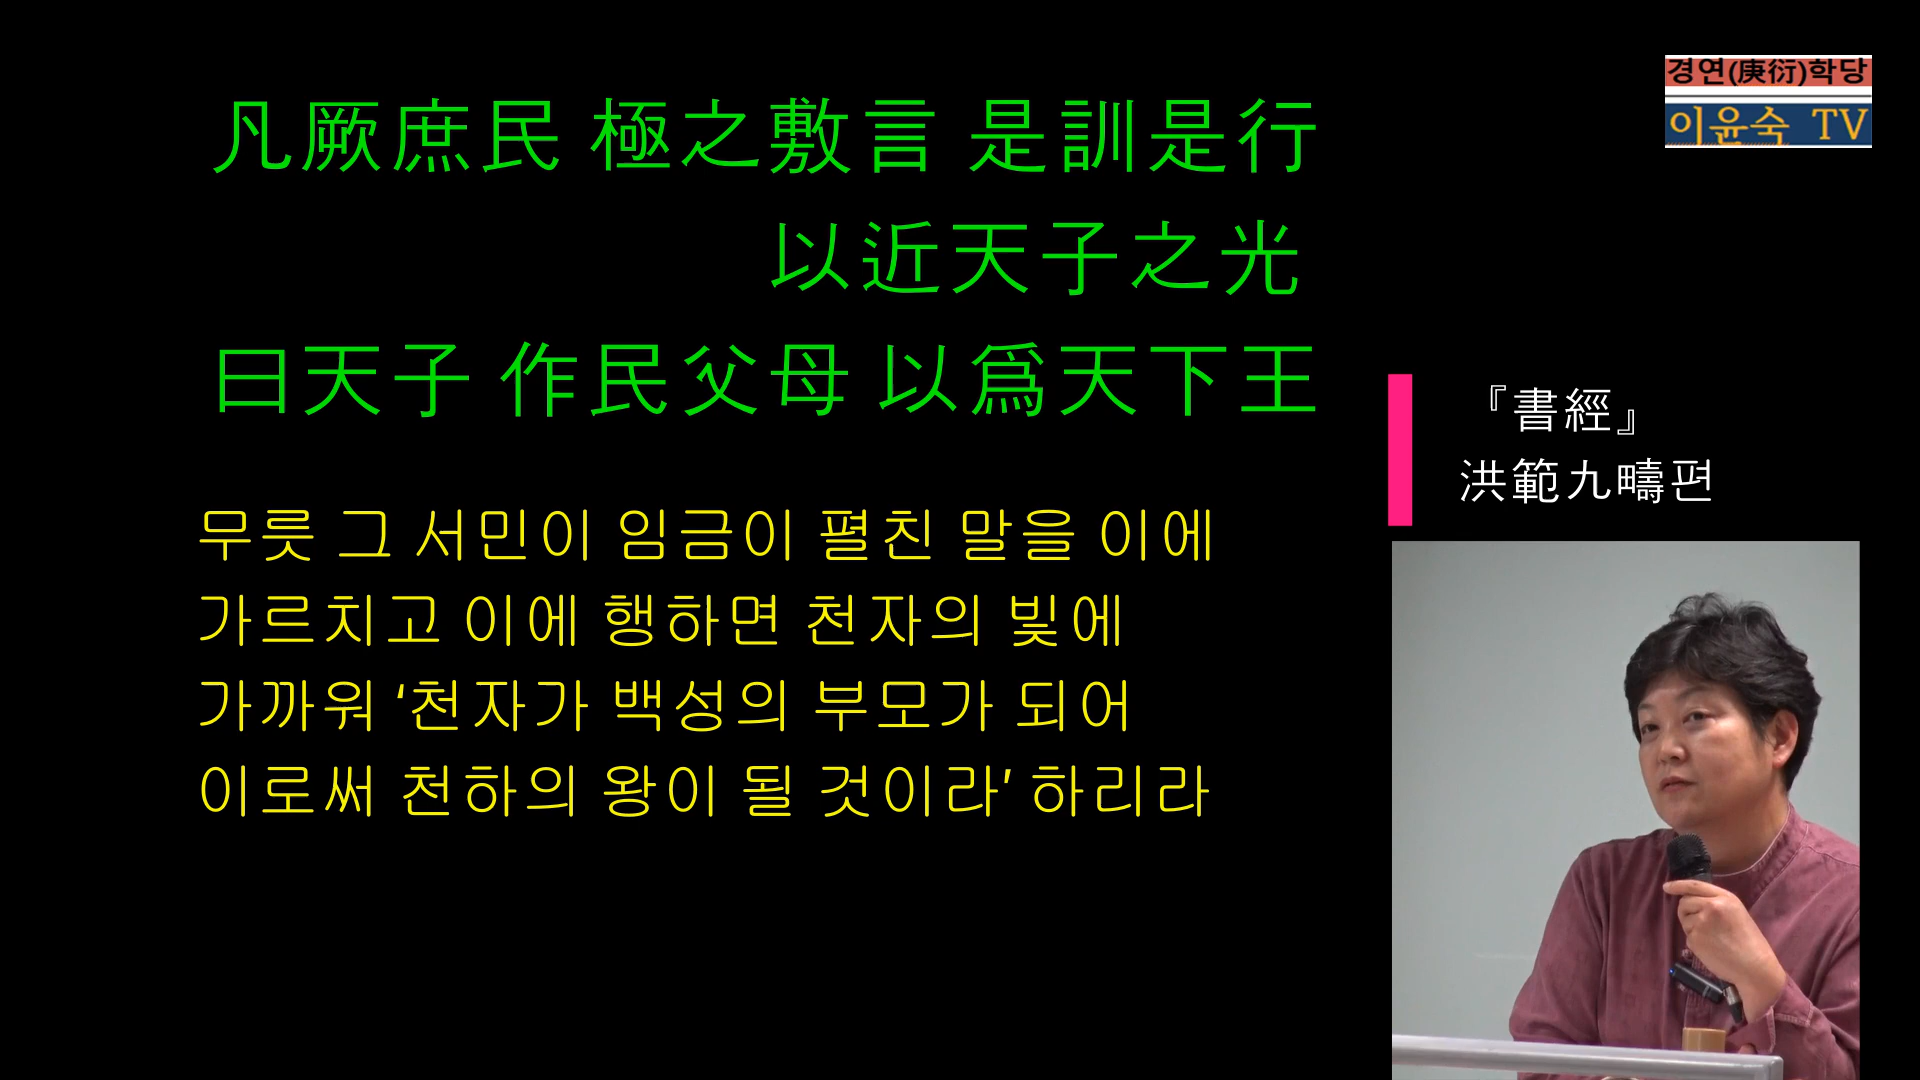 凡厥庶民 極之敷言 是訓是行
以近天子之光
曰天子 作民父母 以爲天下王
무릇 그 서민이 임금이 펼친 말을 이에
가르치고 이에 행하면 천자의 빛에
가까워 ‘천자가 백성의 부모가 되어
이로써 천하의 왕이 될 것이라’ 하리라
경연(庚衍)학당
이윤숙 TV
『書經』
洪範九疇편